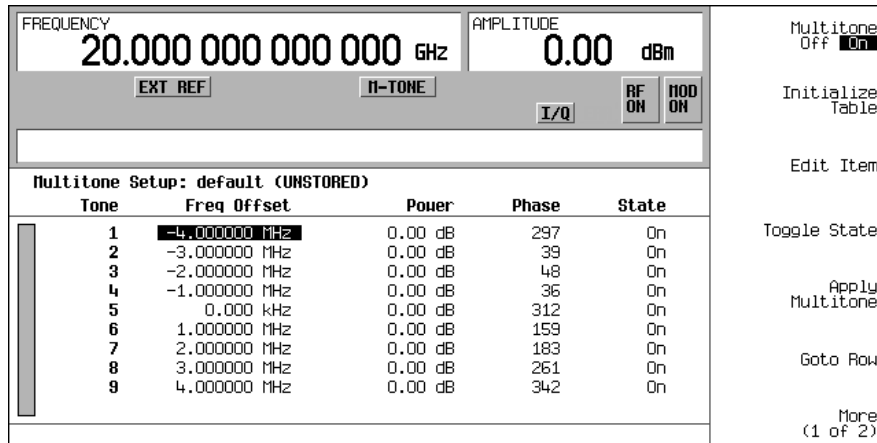 FREQUENCY
20.000 000 000 000 GHz
AMPLITUDE
0.00 dBm
EXT REF
M-TONE
I/Q
RF ON
MOD ON
Multitone Setup: default (UNSTORED)
Tone Freq Offset Power Phase State
1 -4.000000 MHz 0.00 dB 297 On
2 -3.000000 MHz 0.00 dB 39 On
3 -2.000000 MHz 0.00 dB 48 On
4 -1.000000 MHz 0.00 dB 36 On
5 0.000 kHz 0.00 dB 312 On
6 1.000000 MHz 0.00 dB 159 On
7 2.000000 MHz 0.00 dB 183 On
8 3.000000 MHz 0.00 dB 261 On
9 4.000000 MHz 0.00 dB 342 On
Multitone
Off On
Initialize
Table
Edit Item
Toggle State
Apply
Multitone
Goto Row
More
(1 of 2)